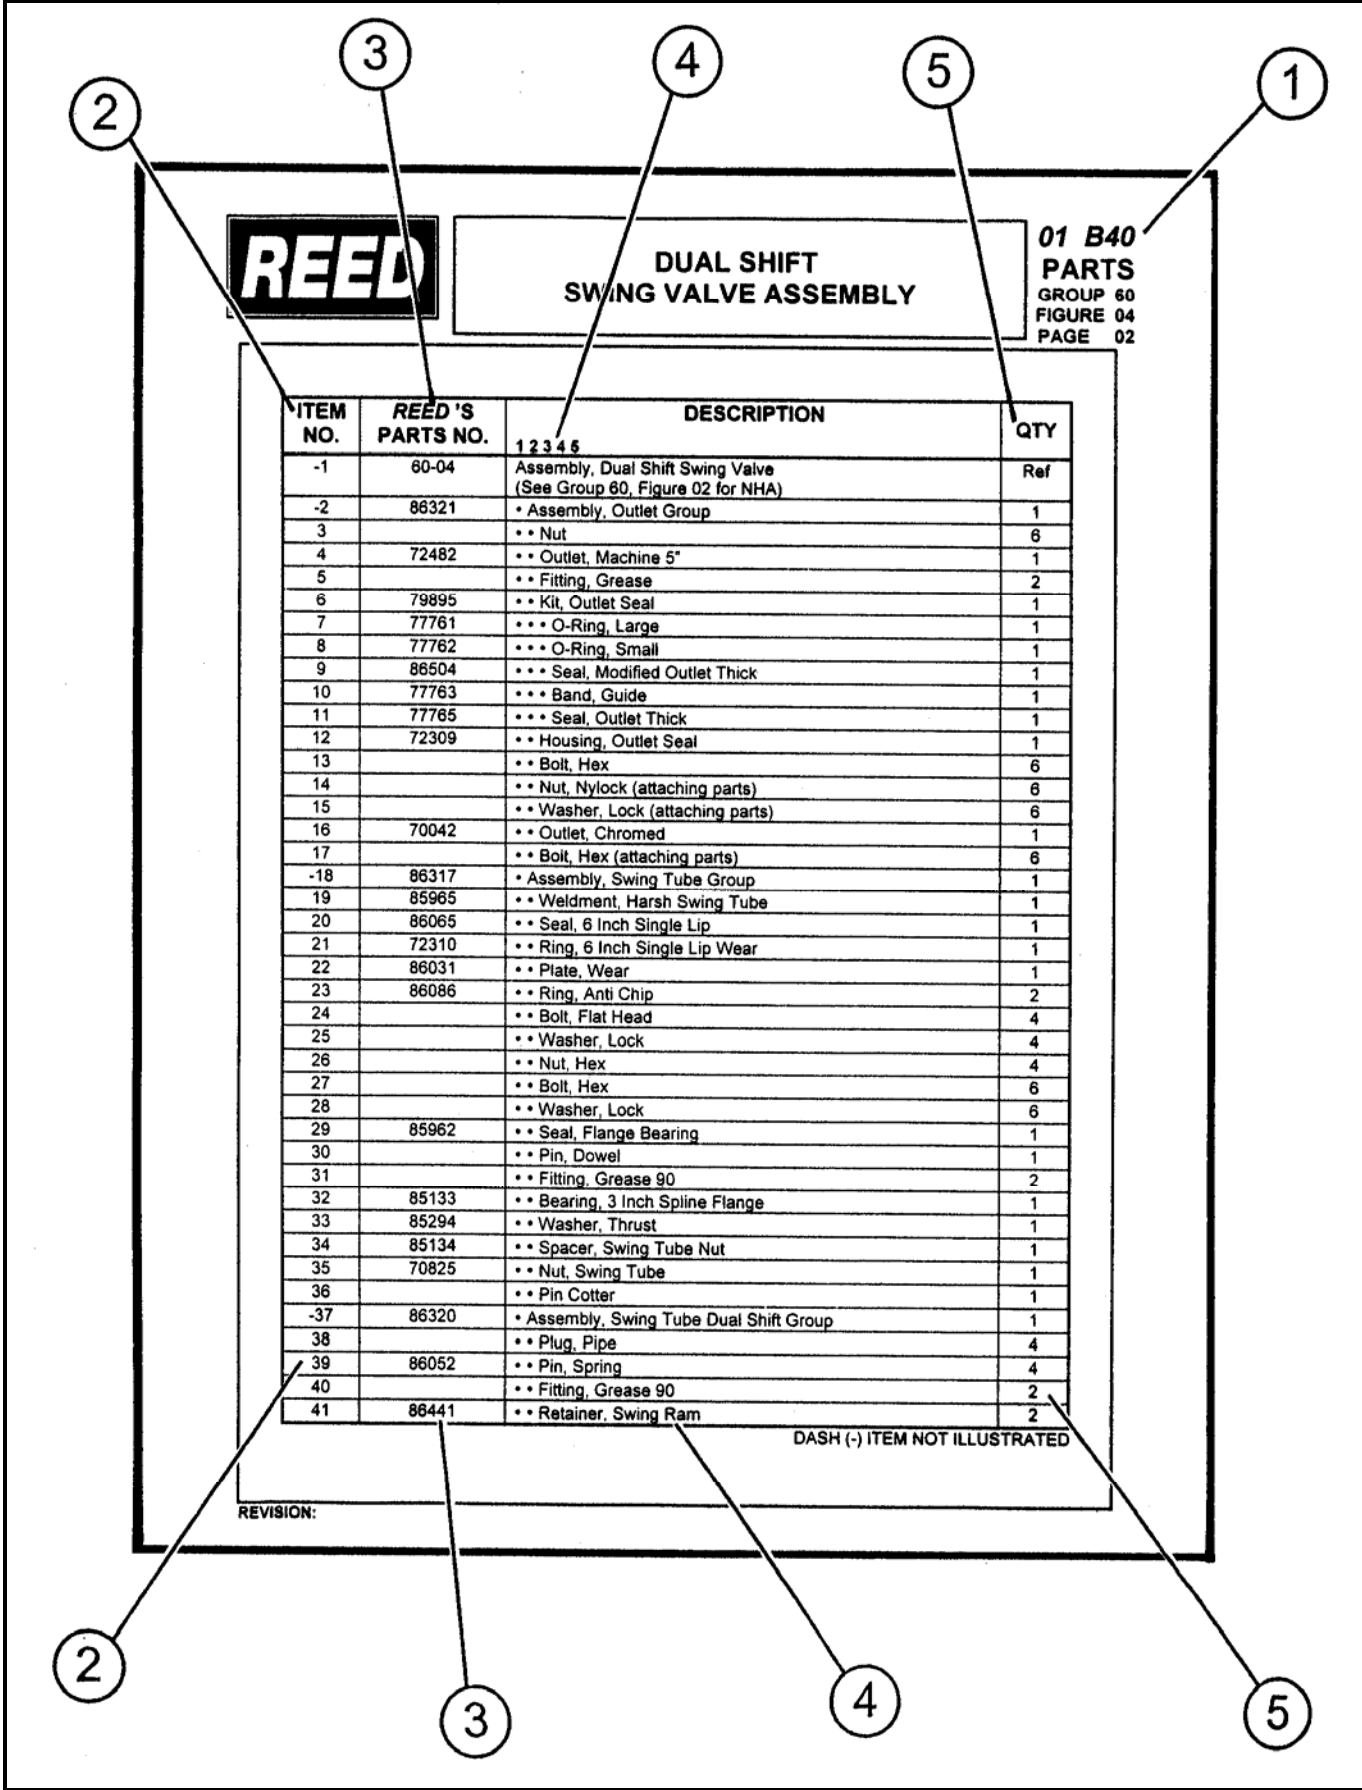 3
4
5
1
2
REED
DUAL SHIFT
SWING VALVE ASSEMBLY
01 B40
PARTS
GROUP 60
FIGURE 04
PAGE 02
ITEM NO. REED 'S PARTS NO. DESCRIPTION QTY
1 2 3 4 5
-1 60-04 Assembly, Dual Shift Swing Valve Ref
(See Group 60, Figure 02 for NHA)
-2 86321 • Assembly, Outlet Group 1
3 • • Nut 6
4 72482 • • Outlet, Machine 5" 1
5 • • Fitting, Grease 2
6 79895 • • Kit, Outlet Seal 1
7 77761 • • • O-Ring, Large 1
8 77762 • • • O-Ring, Small 1
9 86504 • • • Seal, Modified Outlet Thick 1
10 77763 • • • Band, Guide 1
11 77765 • • • Seal, Outlet Thick 1
12 72309 • • Housing, Outlet Seal 1
13 • • Bolt, Hex 6
14 • • Nut, Nylock (attaching parts) 6
15 • • Washer, Lock (attaching parts) 6
16 70042 • • Outlet, Chromed 1
17 • • Bolt, Hex (attaching parts) 6
-18 86317 • Assembly, Swing Tube Group 1
19 85965 • • Weldment, Harsh Swing Tube 1
20 86065 • • Seal, 6 Inch Single Lip 1
21 72310 • • Ring, 6 Inch Single Lip Wear 1
22 86031 • • Plate, Wear 1
23 86086 • • Ring, Anti Chip 2
24 • • Bolt, Flat Head 4
25 • • Washer, Lock 4
26 • • Nut, Hex 4
27 • • Bolt, Hex 6
28 • • Washer, Lock 6
29 85962 • • Seal, Flange Bearing 1
30 • • Pin, Dowel 1
31 • • Fitting. Grease 90 2
32 85133 • • Bearing, 3 Inch Spline Flange 1
33 85294 • • Washer, Thrust 1
34 85134 • • Spacer, Swing Tube Nut 1
35 70825 • • Nut, Swing Tube 1
36 • • Pin Cotter 1
-37 86320 • Assembly, Swing Tube Dual Shift Group 1
38 • • Plug, Pipe 4
39 86052 • • Pin, Spring 4
40 • • Fitting, Grease 90 2
41 86441 • • Retainer, Swing Ram 2
DASH (-) ITEM NOT ILLUSTRATED
REVISION:
2
3
4
5